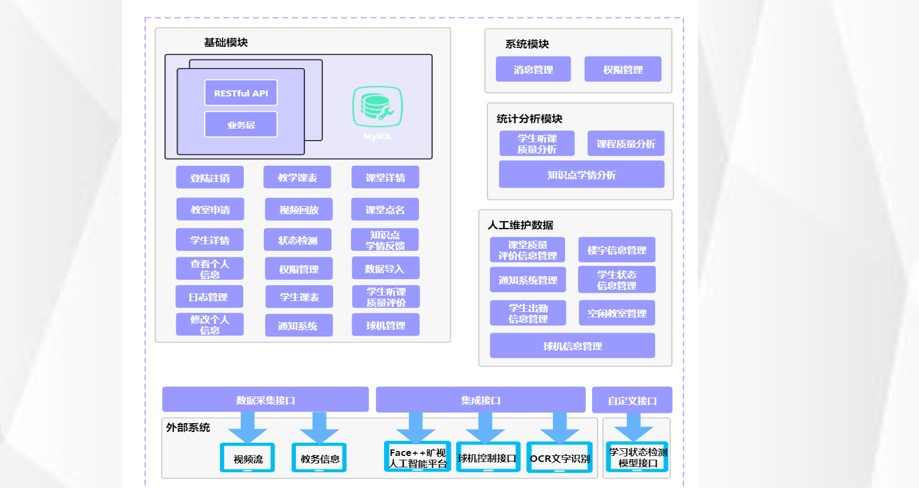 基础模块
RESTful API
业务层
MySQL
登陆注销
教学课表
课堂详情
教室申请
视频回放
课堂点名
学生详情
状态检测
知识点
学情反馈
查看个人
信息
权限管理
数据导入
日志管理
学生课表
学生听课
质量评价
修改个人
信息
通知系统
球机管理
系统模块
消息管理
权限管理
统计分析模块
学生听课
质量分析
课程质量分析
知识点学情分析
人工维护数据
课堂质量
评价信息管理
楼宇信息管理
通知系统管理
学生状态
信息管理
学生出勤
信息管理
空闲教室管理
球机信息管理
数据采集接口
集成接口
自定义接口
外部系统
视频流
教务信息
Face++旷视
人工智能平台
球机控制接口
OCR文字识别
学习状态检测
模型接口